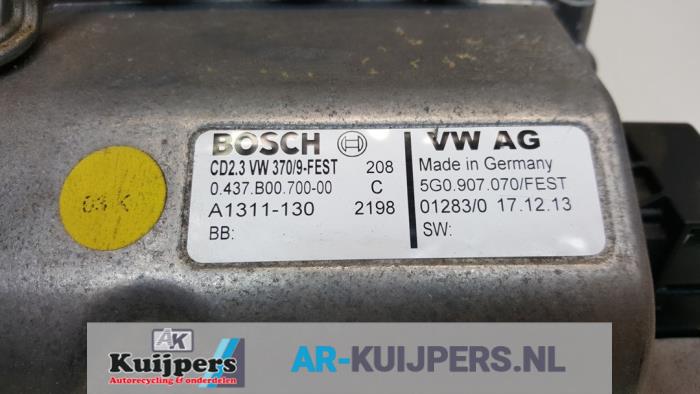 BOSCH
CD2.3 VW 370/9-FEST 208
0.437.B00.700-00 C
A1311-130 2198
BB:
VW AG
Made in Germany
5G0.907.070/FEST
01283/0 17.12.13
SW:
03 K
AK
Kuijpers
Autorecycling & onderdelen
AR-KUIJPERS.NL